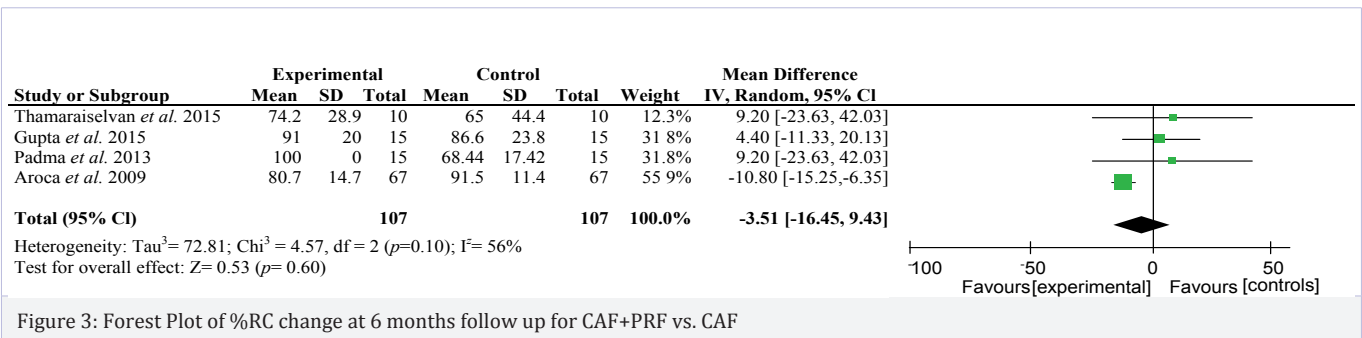 Experimental Control Mean Difference
Study or Subgroup Mean SD Total Mean SD Total Weight IV, Random, 95% Cl
Thamaraiselvan et al. 2015 74.2 28.9 10 65 44.4 10 12.3% 9.20 [-23.63, 42.03]
Gupta et al. 2015 91 20 15 86.6 23.8 15 31 8% 4.40 [-11.33, 20.13]
Padma et al. 2013 100 0 15 68.44 17.42 15 31.8% 9.20 [-23.63, 42.03]
Aroca et al. 2009 80.7 14.7 67 91.5 11.4 67 55 9% -10.80 [-15.25,-6.35]
Total (95% Cl) 107 107 100.0% -3.51 [-16.45, 9.43]
Heterogeneity: Tau³= 72.81; Chi³ = 4.57, df = 2 (p=0.10); I²= 56%
Test for overall effect: Z= 0.53 (p= 0.60)
-100 -50 0 50
Favours[experimental] Favours [controls]
Figure 3: Forest Plot of %RC change at 6 months follow up for CAF+PRF vs. CAF